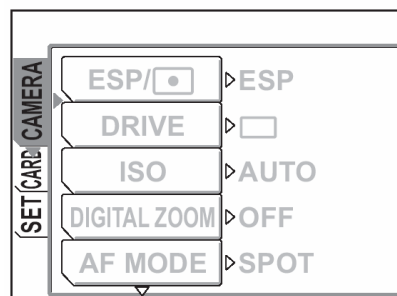 CAMERA
CARD
SET
ESP/ ESP
DRIVE
ISO AUTO
DIGITAL ZOOM OFF
AF MODE SPOT